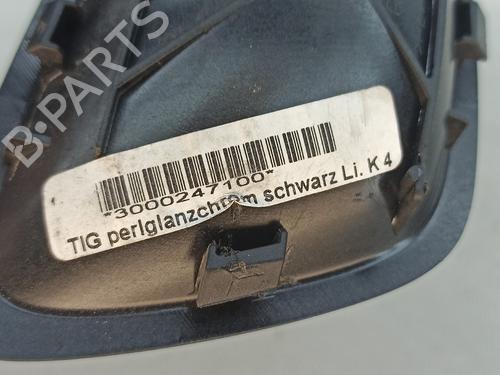 B-PARTS
*3000247100*
TIG perlglanzchrom schwarz Li. K 4